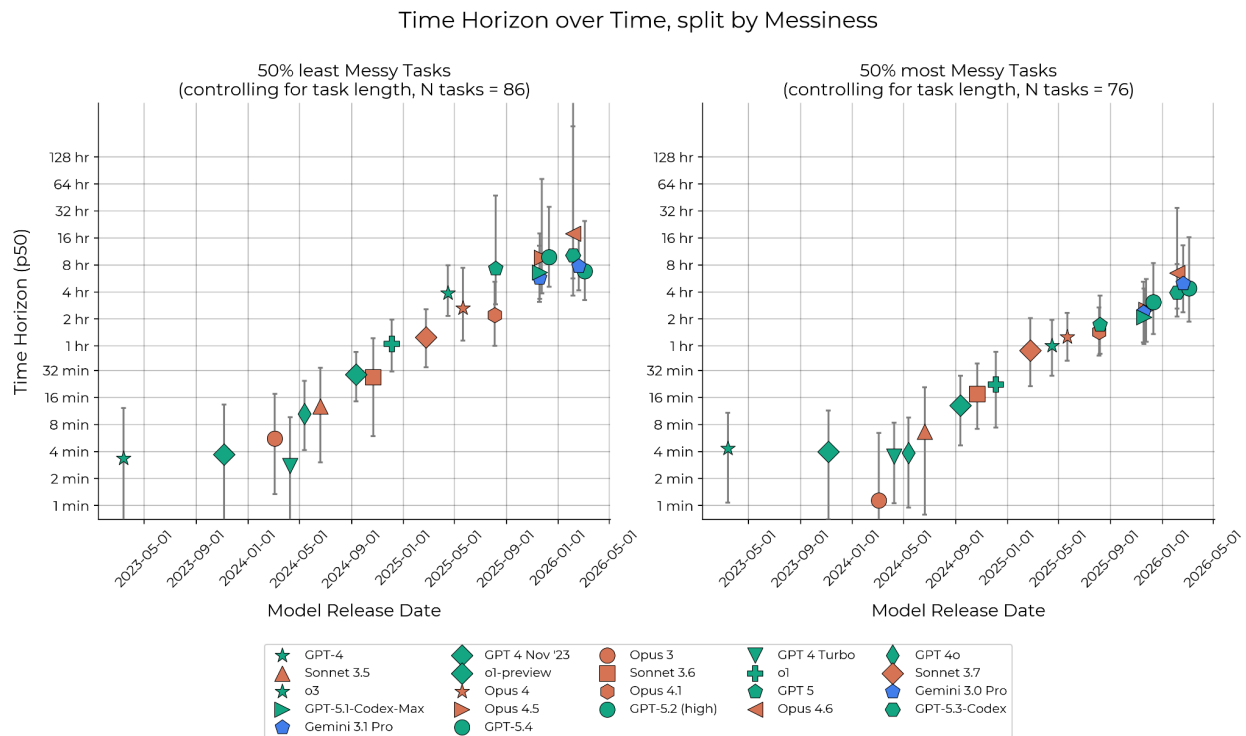 Time Horizon over Time, split by Messiness
50% least Messy Tasks
(controlling for task length, N tasks = 86)
Time Horizon (p50)
128 hr
64 hr
32 hr
16 hr
8 hr
4 hr
2 hr
1 hr
32 min
16 min
8 min
4 min
2 min
1 min
2023-05-01
2023-09-01
2024-01-01
2024-05-01
2024-09-01
2025-01-01
2025-05-01
2025-09-01
2026-01-01
2026-05-01
Model Release Date
50% most Messy Tasks
(controlling for task length, N tasks = 76)
128 hr
64 hr
32 hr
16 hr
8 hr
4 hr
2 hr
1 hr
32 min
16 min
8 min
4 min
2 min
1 min
2023-05-01
2023-09-01
2024-01-01
2024-05-01
2024-09-01
2025-01-01
2025-05-01
2025-09-01
2026-01-01
2026-05-01
Model Release Date
GPT-4 GPT 4 Nov '23 Opus 3 GPT 4 Turbo GPT 4o
Sonnet 3.5 o1-preview Sonnet 3.6 o1 Sonnet 3.7
o3 Opus 4 Opus 4.1 GPT 5 Gemini 3.0 Pro
GPT-5.1-Codex-Max Opus 4.5 GPT-5.2 (high) Opus 4.6 GPT-5.3-Codex
Gemini 3.1 Pro GPT-5.4